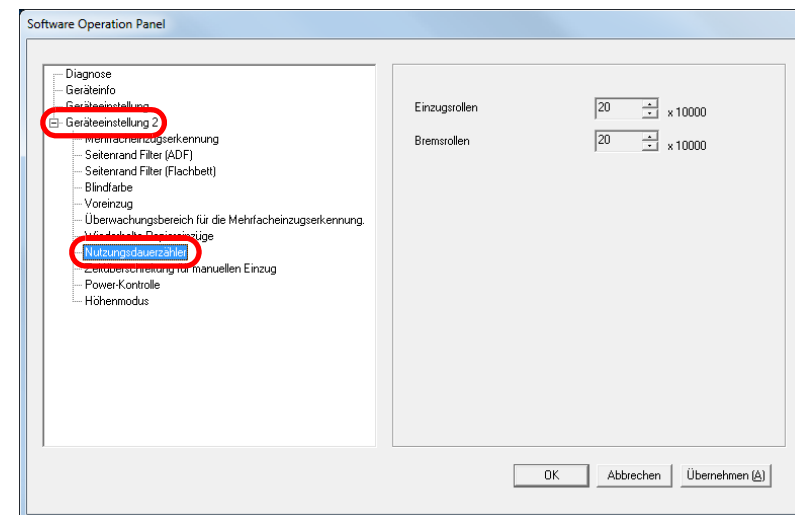 Software Operation Panel
Diagnose
Geräteinfo
Geräteeinstellung
Geräteeinstellung 2
Mehrfacheinzugserkennung
Seitenrand Filter (ADF)
Seitenrand Filter (Flachbett)
Blindfarbe
Voreinzug
Überwachungsbereich für die Mehrfacheinzugserkennung.
Wiederholte Papiereinzüge
Nutzungsdauerzähler
Zeitüberschreitung für manuellen Einzug
Power-Kontrolle
Höhenmodus
Einzugsrollen 20 x 10000
Bremsrollen 20 x 10000
OK Abbrechen Übernehmen (A)